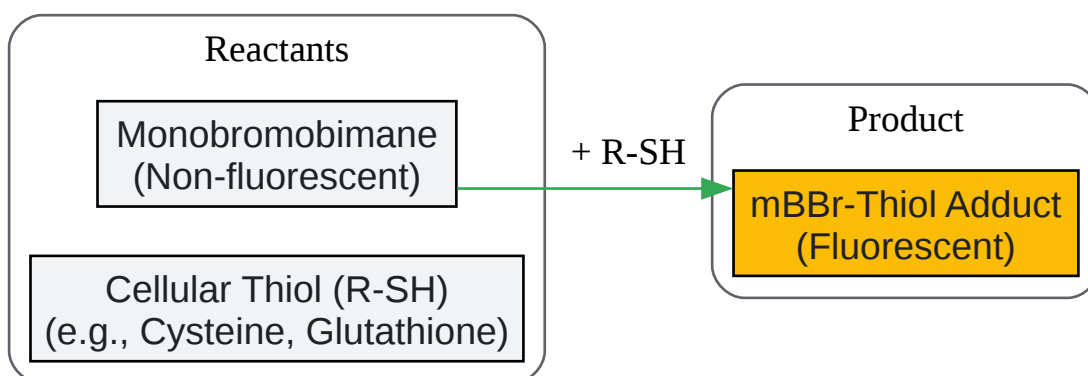 Reactants
Monobromobimane
(Non-fluorescent)
Cellular Thiol (R-SH)
(e.g., Cysteine, Glutathione)
+ R-SH
Product
mBBr-Thiol Adduct
(Fluorescent)